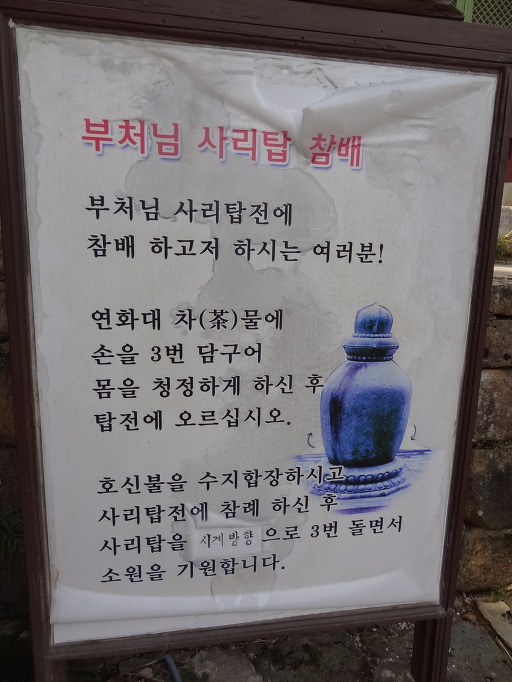 부처님 사리탑 참배
부처님 사리탑전에
참배 하고저 하시는 여러분!
연화대 차(茶)물에
손을 3번 담구어
몸을 청정하게 하신 후
탑전에 오르십시오.
호신불을 수지합장하시고
사리탑전에 참례 하신 후
사리탑을 시계방향 으로 3번 돌면서
소원을 기원합니다.